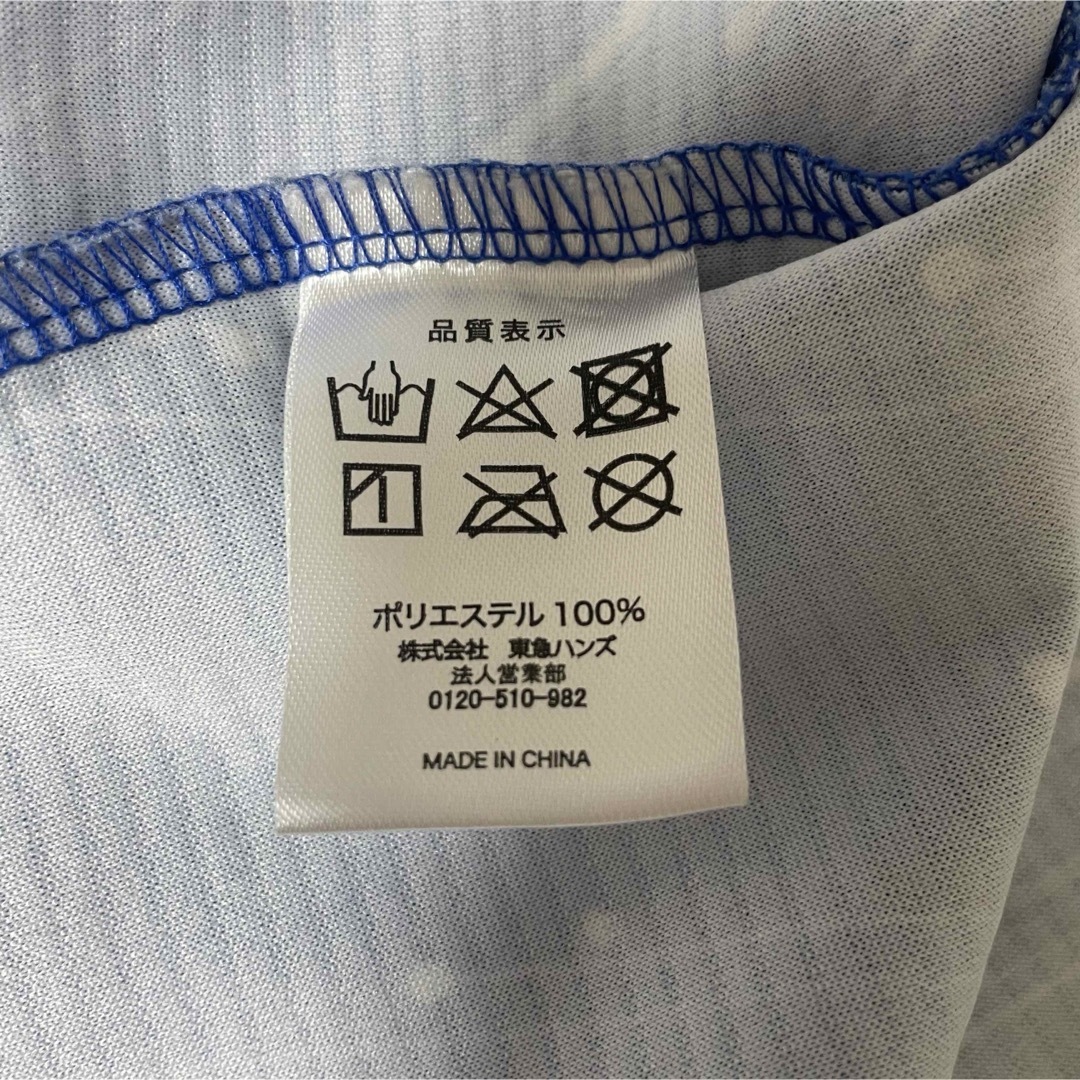 品質表示
ポリエステル 100%
株式会社 東急ハンズ
法人営業部
0120-510-982
MADE IN CHINA